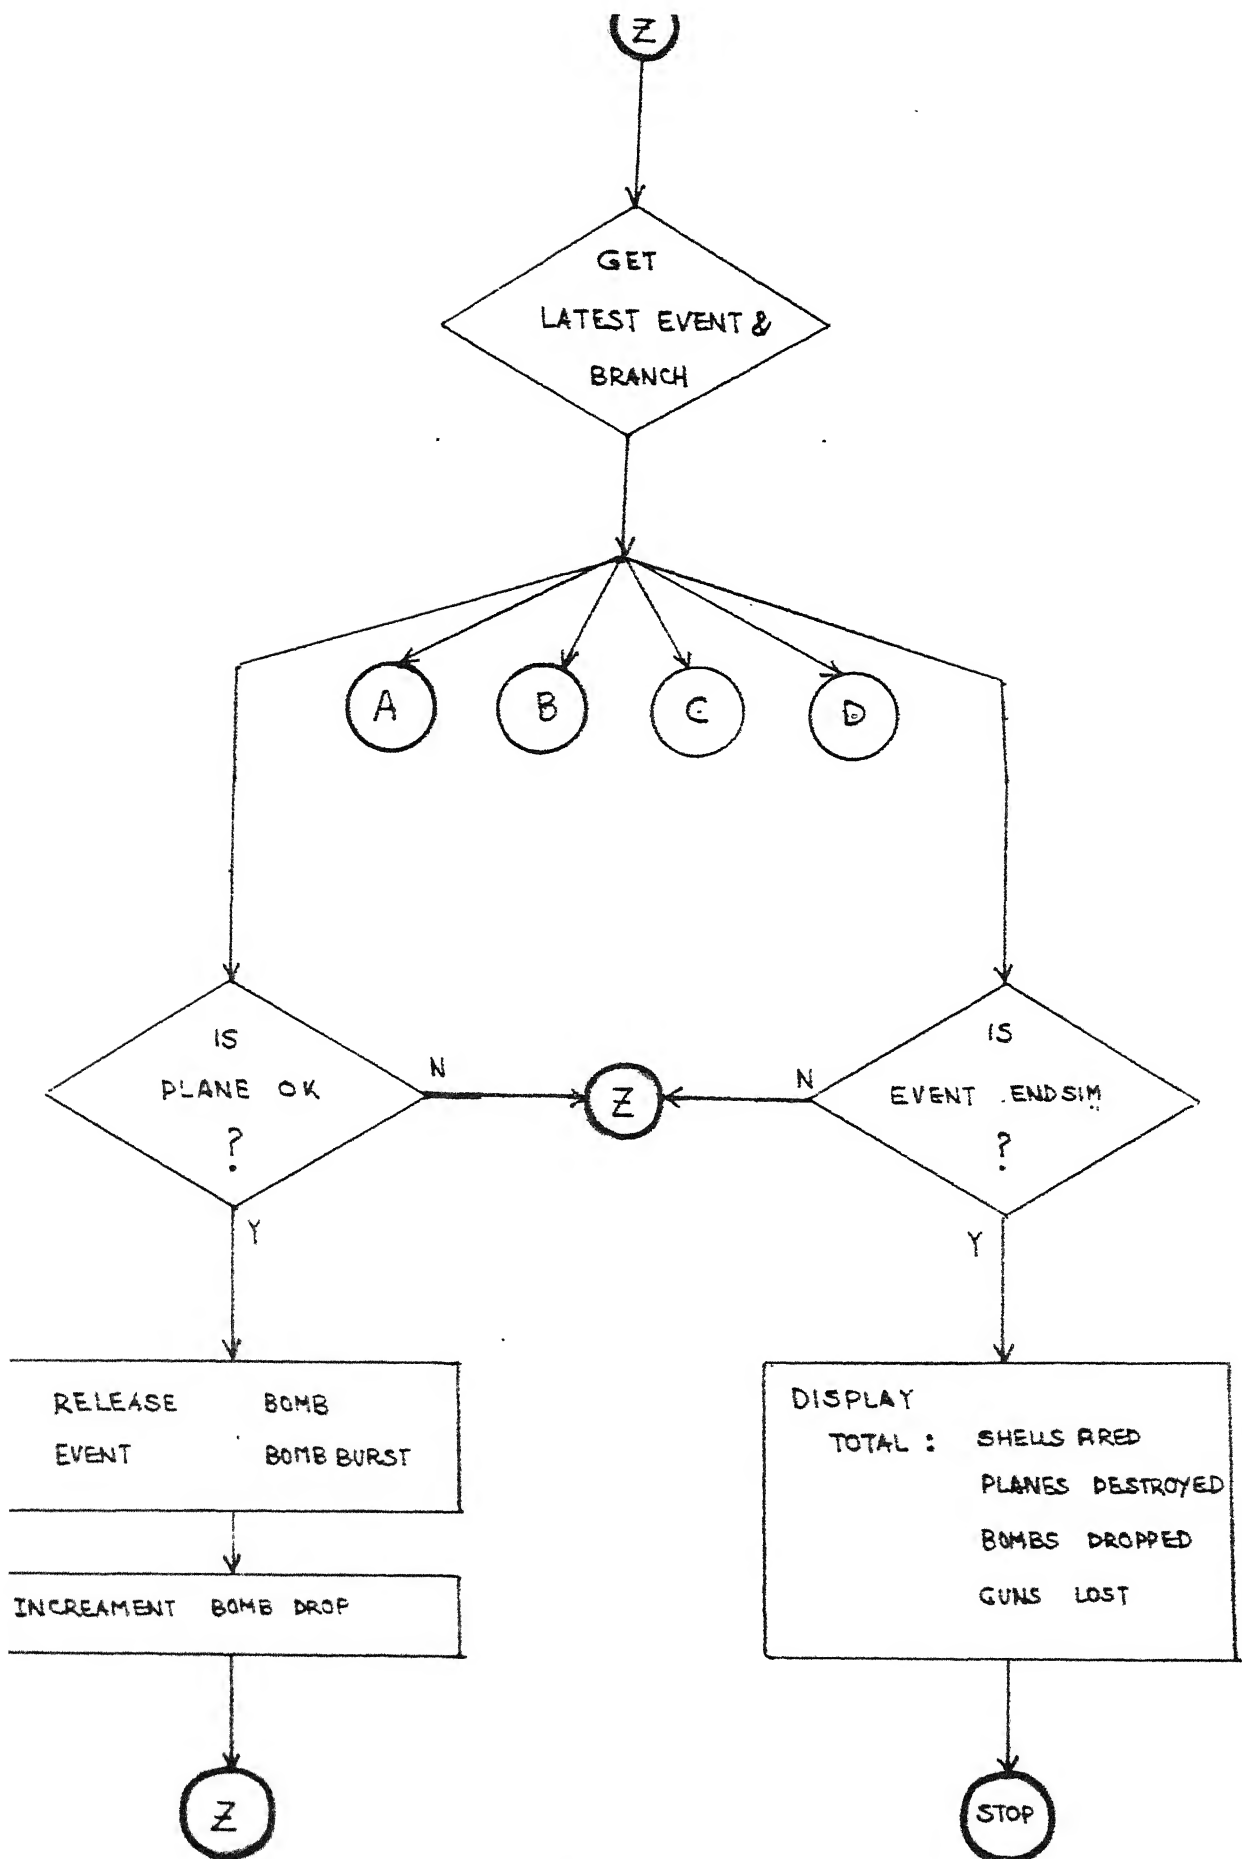 Z
GET
LATEST EVENT &
BRANCH
A B C D
IS
PLANE OK
?
N
Y
Z
IS
EVENT ENDSIM
?
N
Y
RELEASE BOMB
EVENT BOMB BURST
INCREAMENT BOMB DROP
Z
DISPLAY
TOTAL : SHELLS FIRED
PLANES DESTROYED
BOMBS DROPPED
GUNS LOST
STOP